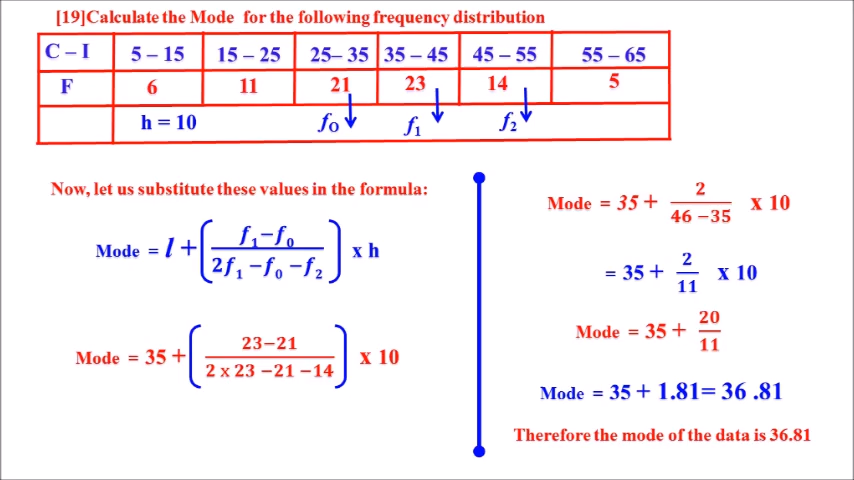 [19]Calculate the Mode for the following frequency distribution
C – I 5 – 15 15 – 25 25– 35 35 – 45 45 – 55 55 – 65
F 6 11 21 23 14 5
h = 10 f₀ f₁ f₂
Now, let us substitute these values in the formula:
Mode = l + ( (f₁ – f₀) / (2f₁ – f₀ – f₂) ) x h
Mode = 35 + ( (23–21) / (2 x 23 –21 –14) ) x 10
Mode = 35 + 2 / (46 –35) x 10
= 35 + 2/11 x 10
Mode = 35 + 20/11
Mode = 35 + 1.81= 36 .81
Therefore the mode of the data is 36.81